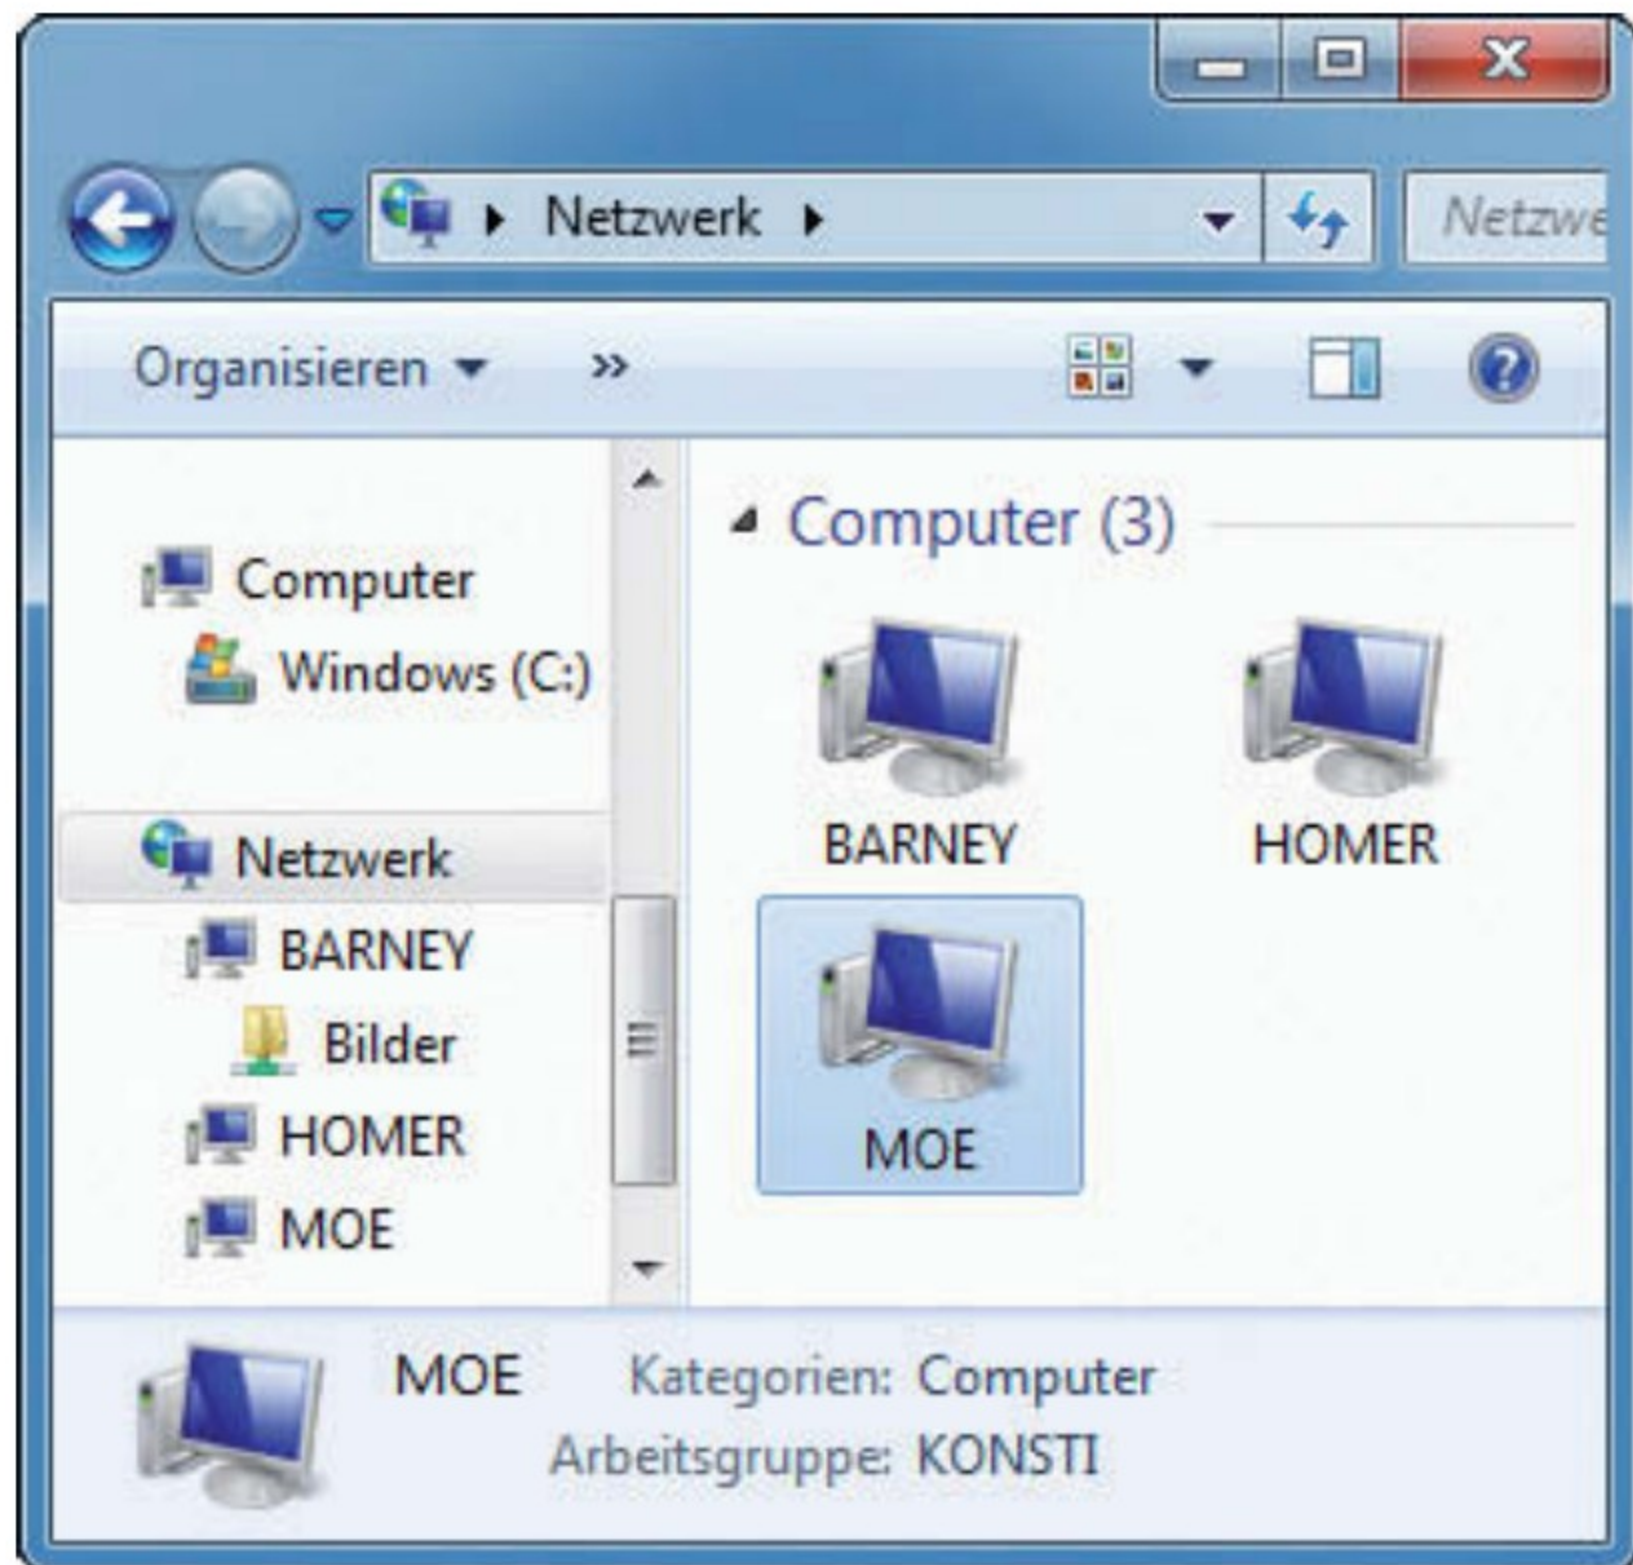 Netzwerk
Netzwe
Organisieren »
Computer
Windows (C:)
Netzwerk
BARNEY
Bilder
HOMER
MOE
Computer (3)
BARNEY HOMER
MOE
MOE Kategorien: Computer
Arbeitsgruppe: KONSTI